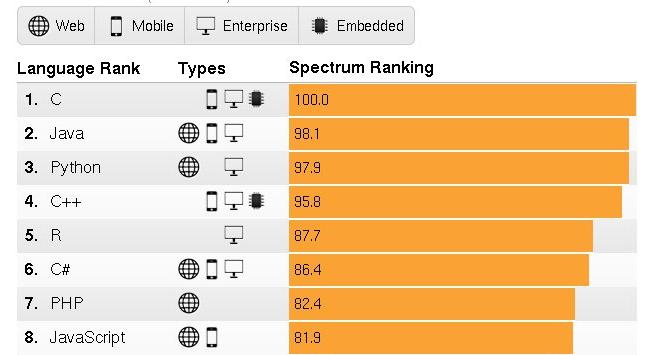 Web Mobile Enterprise Embedded
Language Rank Types Spectrum Ranking
1. C 100.0
2. Java 98.1
3. Python 97.9
4. C++ 95.8
5. R 87.7
6. C# 86.4
7. PHP 82.4
8. JavaScript 81.9